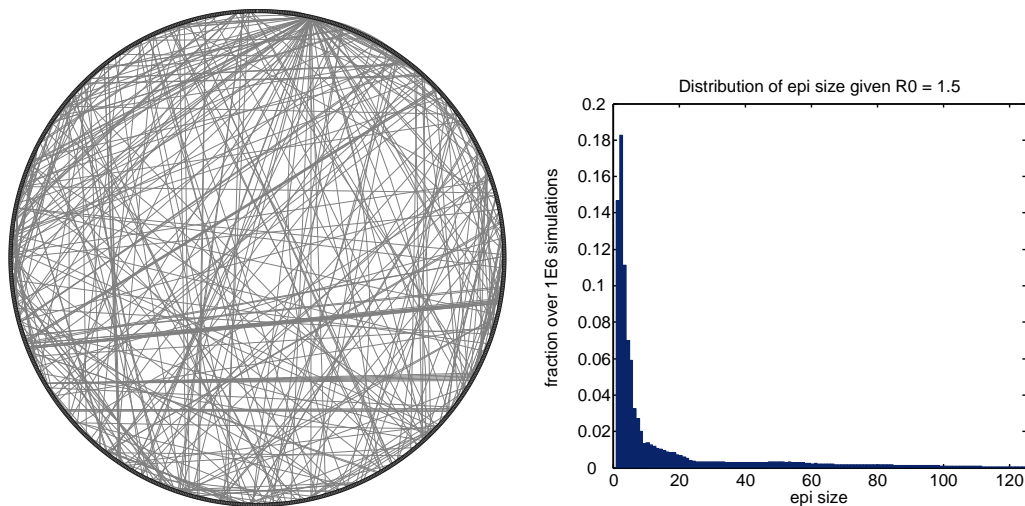 Distribution of epi size given R0 = 1.5
0.2
0.18
0.16
0.14
0.12
0.1
0.08
0.06
0.04
0.02
0
fraction over 1E6 simulations
0 20 40 60 80 100 120
epi size